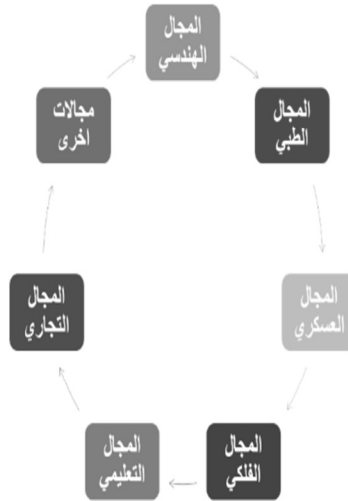 المجال
الهندسي
المجال
الطبي
المجال
العسكري
المجال
الفلكي
المجال
التعليمي
المجال
التجاري
مجالات
اخرى